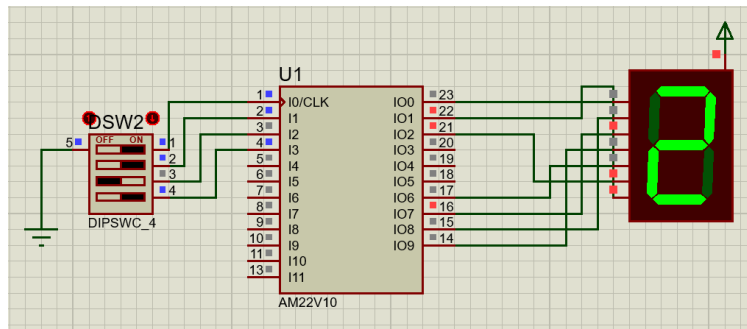 U1
DSW2
OFF ON
5
1
2
3
4
DIPSWC_4
1 I0/CLK IO0 23
2 I1 IO1 22
3 I2 IO2 21
4 I3 IO3 20
5 I4 IO4 19
6 I5 IO5 18
7 I6 IO6 17
8 I7 IO7 16
9 I8 IO8 15
10 I9 IO9 14
11 I10
13 I11
AM22V10
2